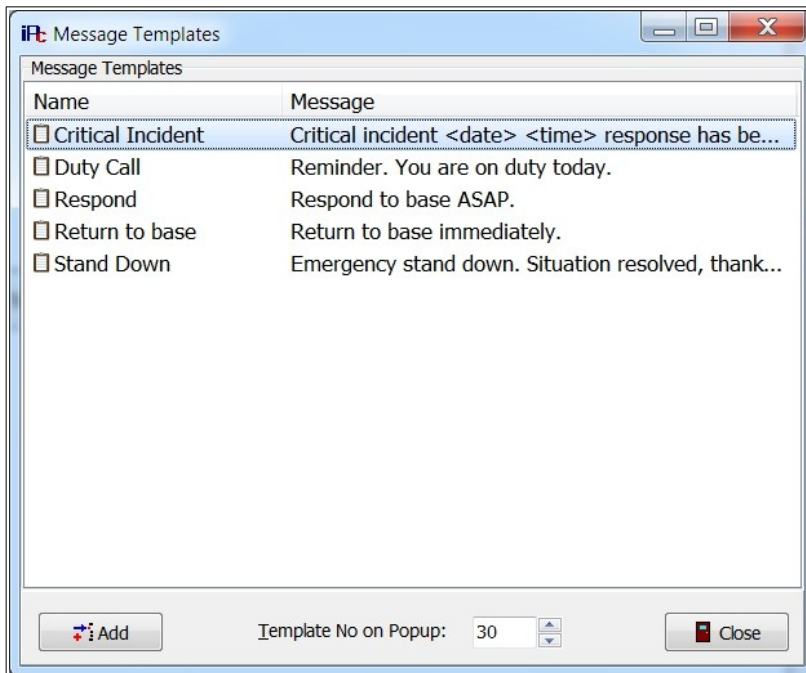 iPc Message Templates
Message Templates
Name Message
Critical Incident Critical incident <date> <time> response has be...
Duty Call Reminder. You are on duty today.
Respond Respond to base ASAP.
Return to base Return to base immediately.
Stand Down Emergency stand down. Situation resolved, thank...
Add Template No on Popup: 30 Close